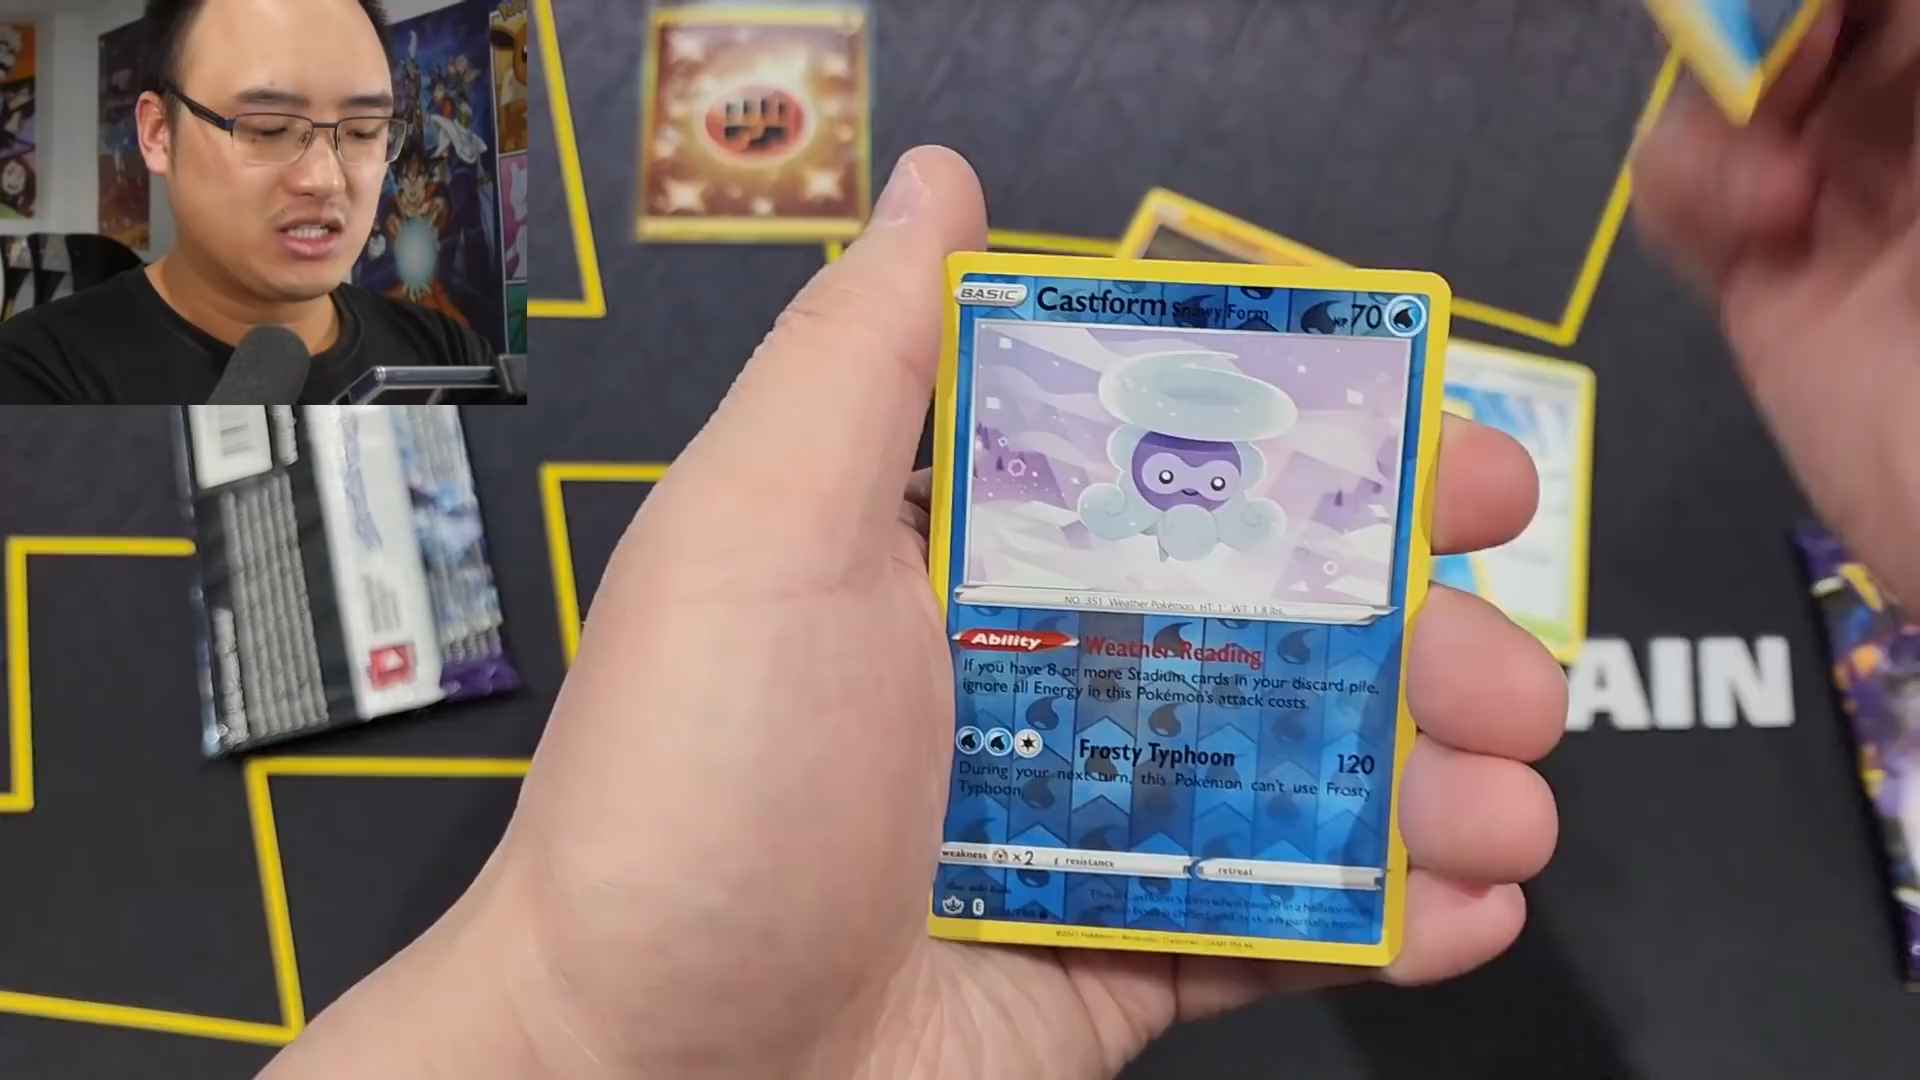 BASIC Castform Snowy Form HP 70
NO. 351 Weather Pokémon HT: 1' WT: 1.8 lbs.
Ability Weather Reading
If you have 8 or more Stadium cards in your discard pile,
ignore all Energy in this Pokémon's attack costs.
Frosty Typhoon 120
During your next turn, this Pokémon can't use Frosty
Typhoon.
weakness ×2 resistance retreat
E
AIN